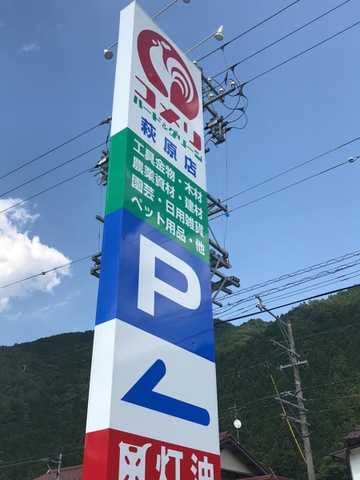 コメリ
ハード&グリーン
萩原店
工具金物・木材
農業資材・建材
園芸・日用雑貨
ペット用品・他
P
灯油